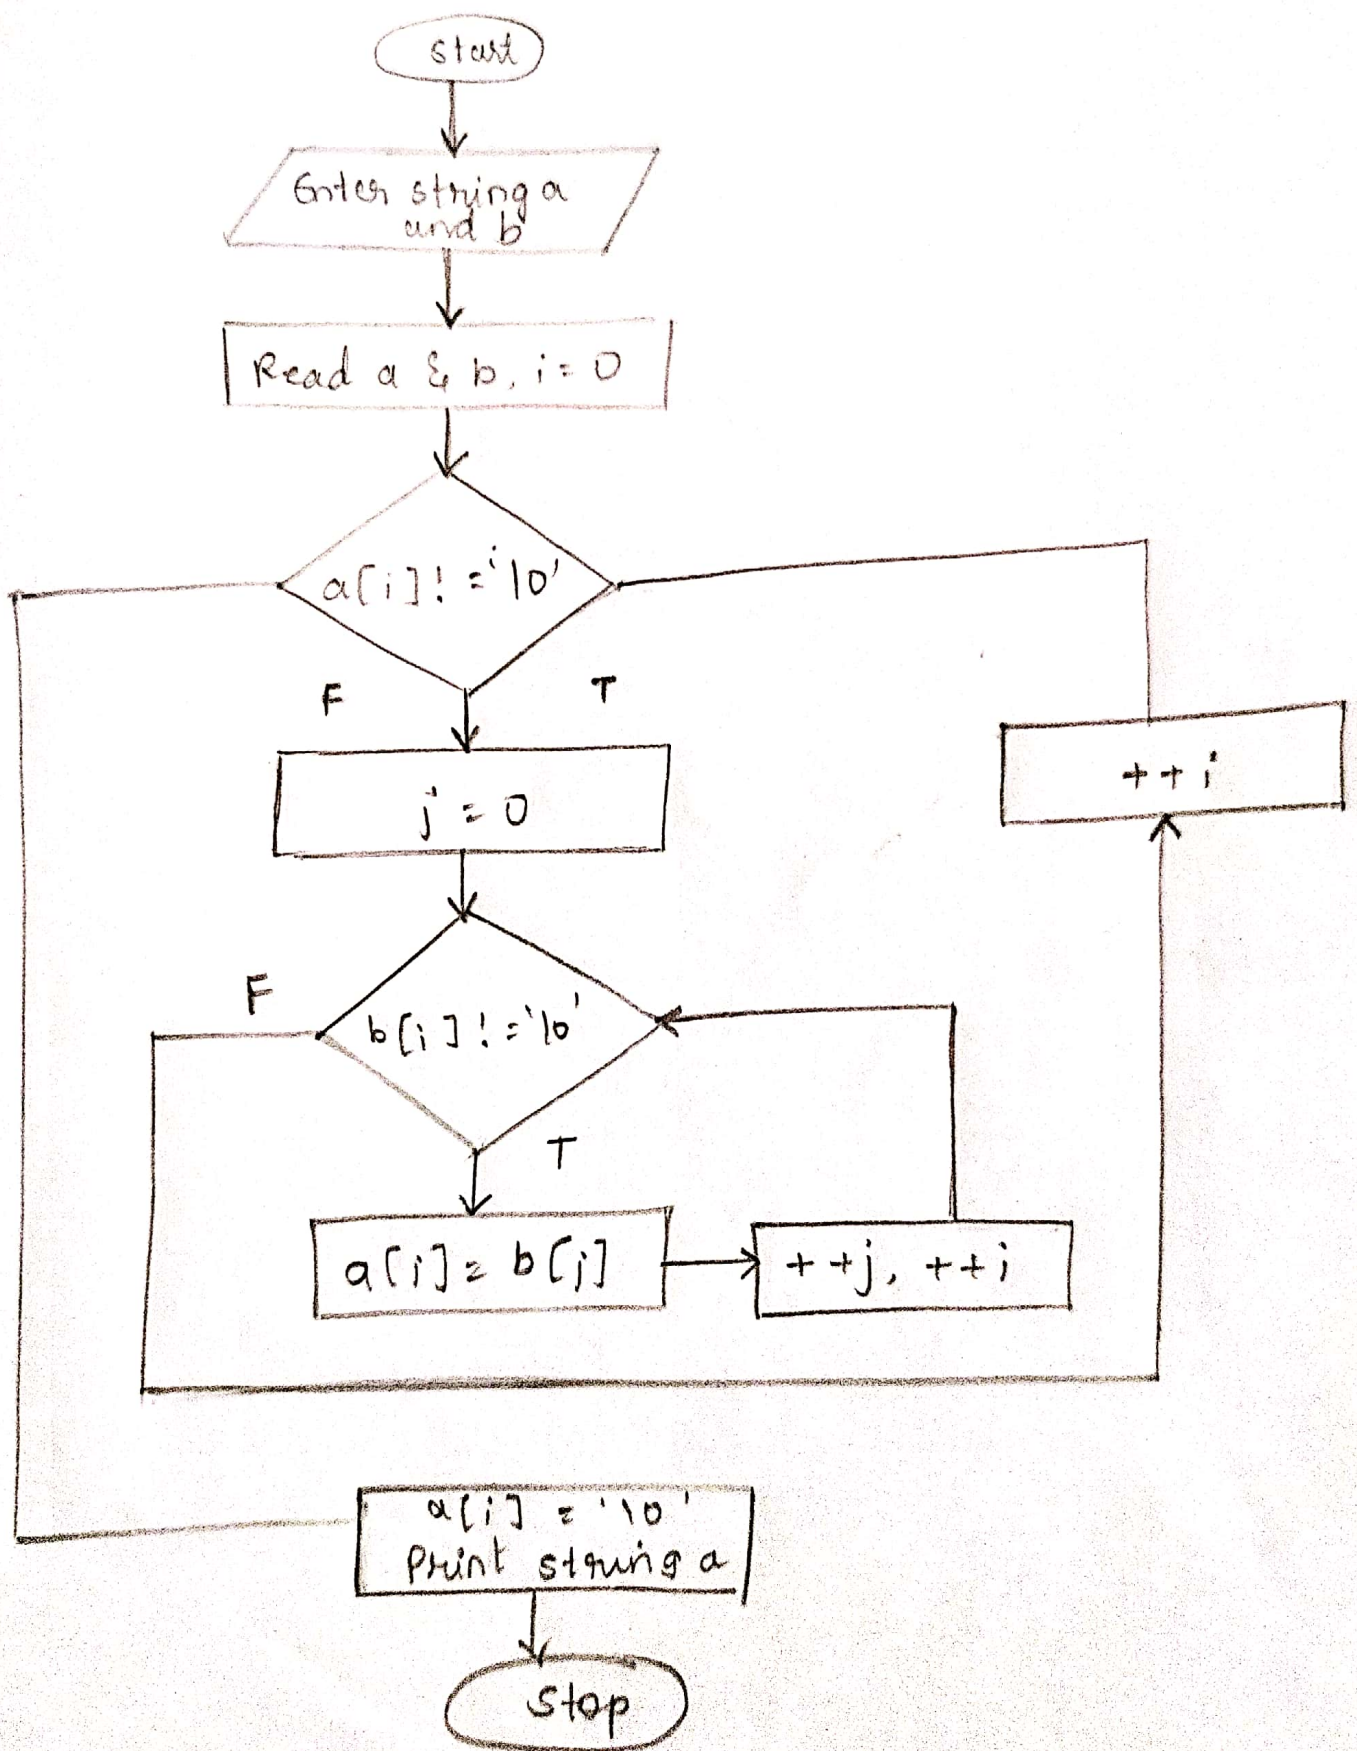 start
Enter string a
and b
Read a & b, i = 0
a[i] != '\0'
F
T
j = 0
++i
F
b[i] != '\0'
T
a[i] = b[j]
++j, ++i
a[i] = '\0'
Print string a
Stop